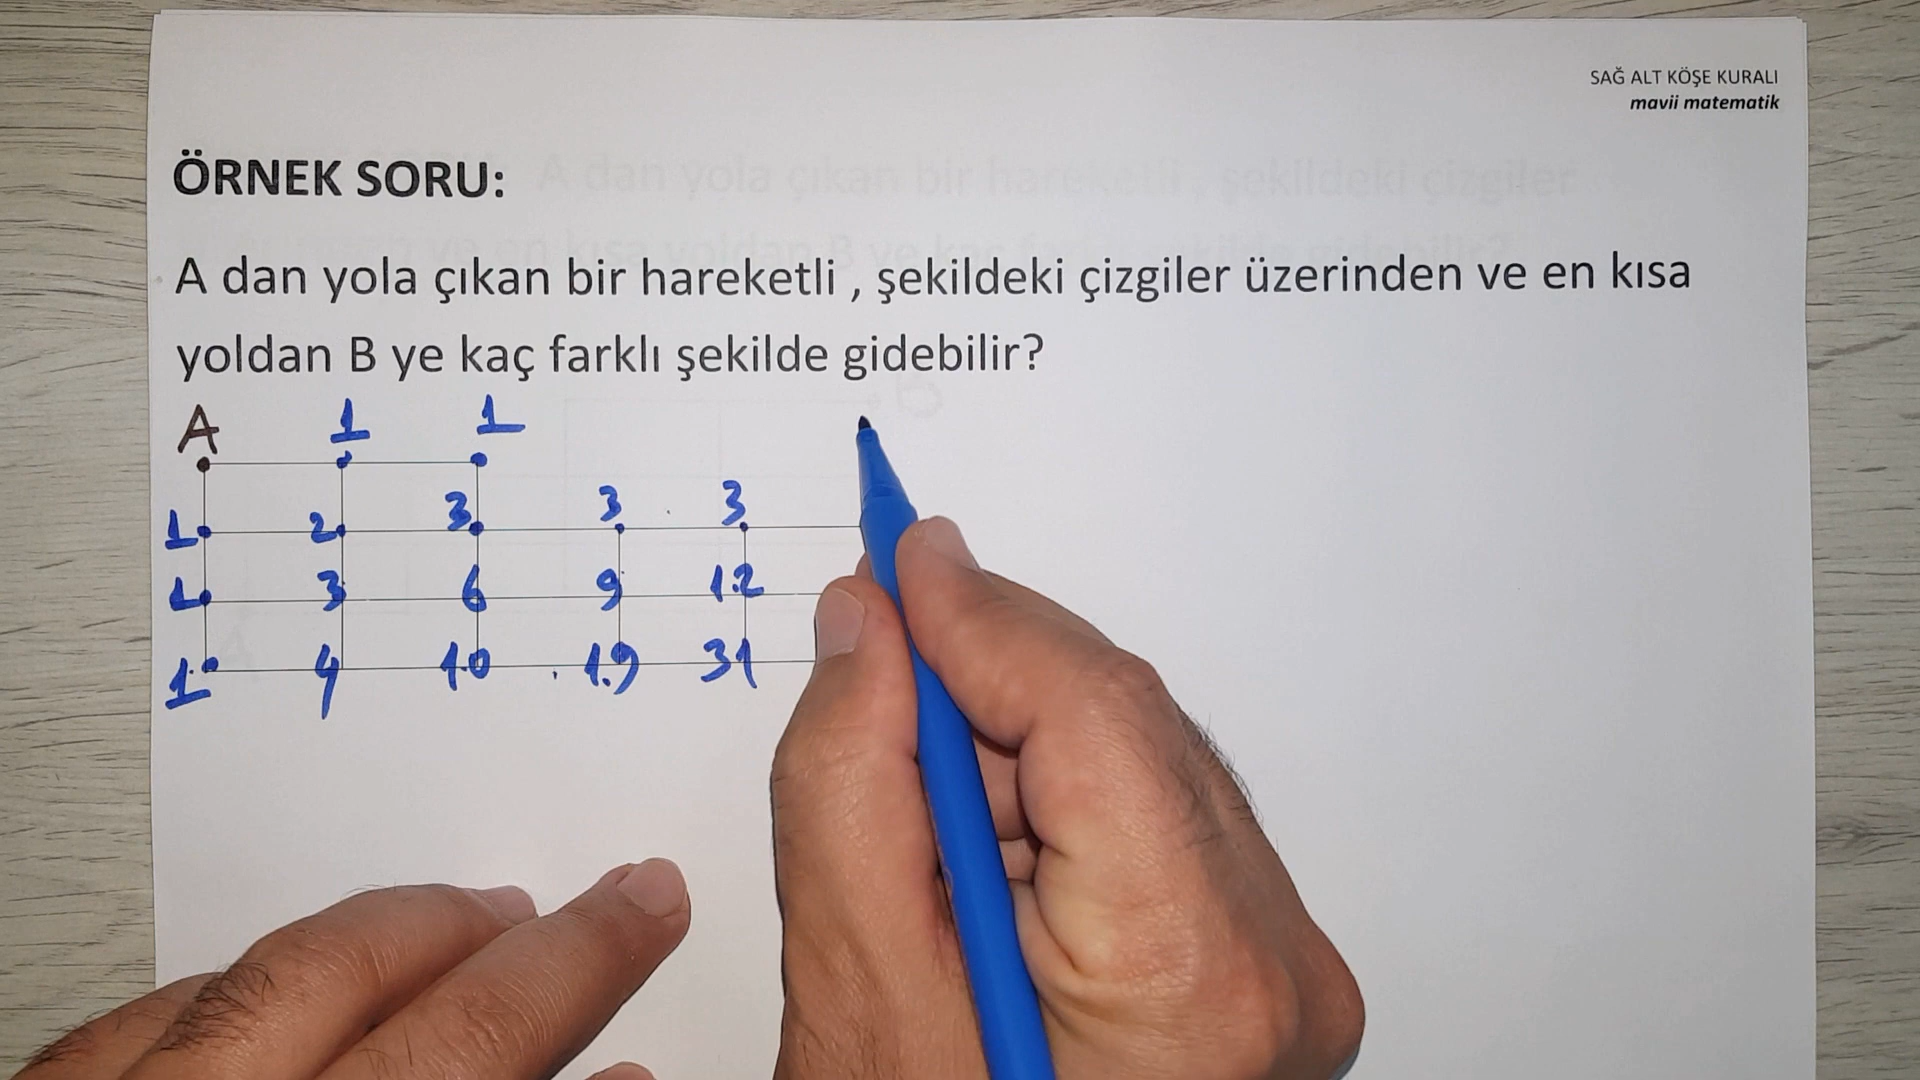 SAĞ ALT KÖŞE KURALI
mavii matematik
ÖRNEK SORU:
A dan yola çıkan bir hareketli , şekildeki çizgiler üzerinden ve en kısa
yoldan B ye kaç farklı şekilde gidebilir?
A 1 1
1 2 3 3 3
1 3 6 9 12
1 4 10 19 31